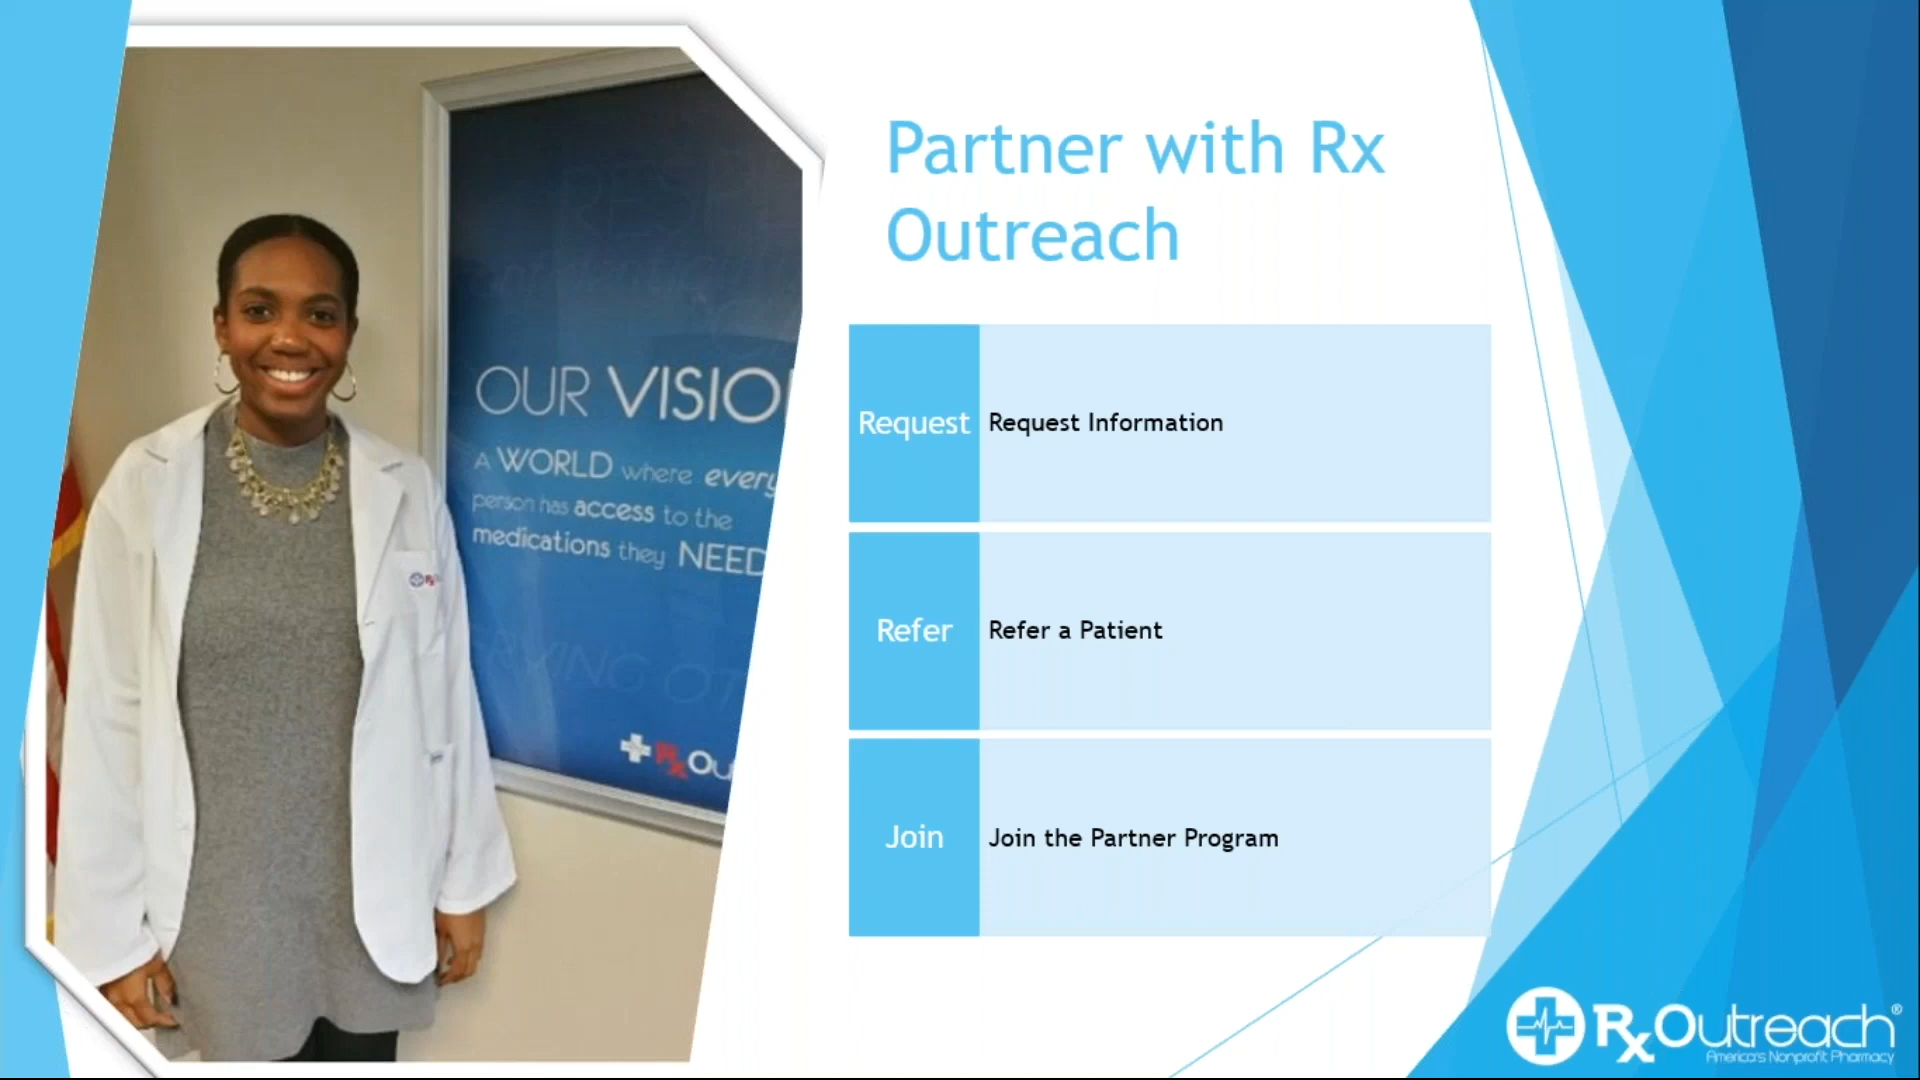 Partner with Rx
Outreach
OUR VISIO
A WORLD where every
person has access to the
medications they NEED
Request Request Information
Refer Refer a Patient
Join Join the Partner Program
RxOutreach®
America's Nonprofit Pharmacy